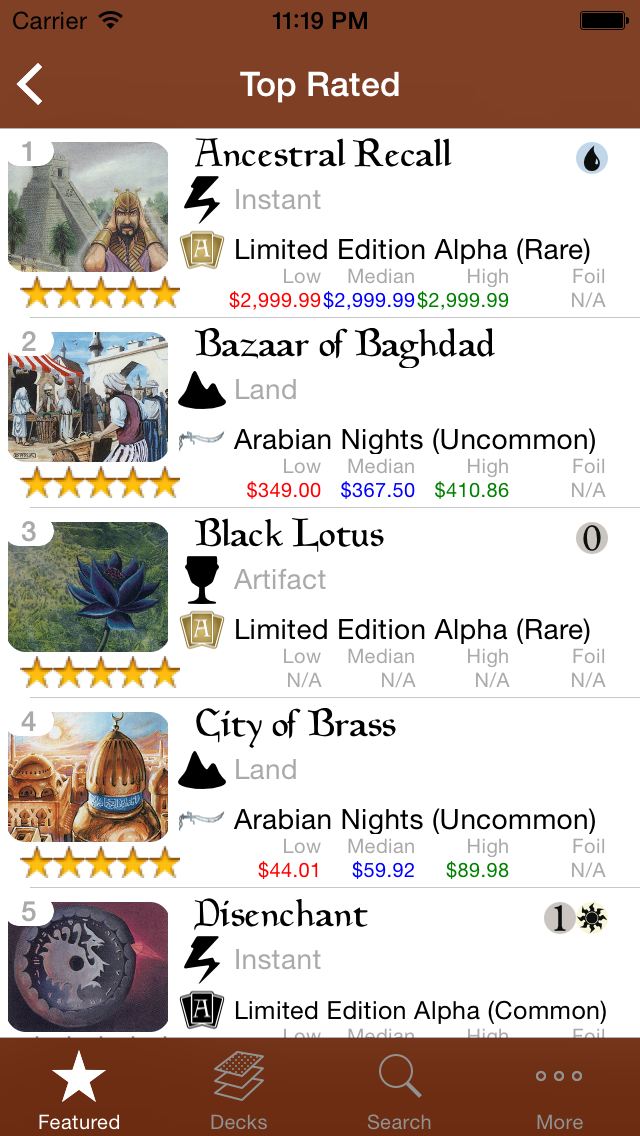 Carrier 11:19 PM
Top Rated
1 Ancestral Recall
Instant
A Limited Edition Alpha (Rare)
Low Median High Foil
$2,999.99 $2,999.99 $2,999.99 N/A
2 Bazaar of Baghdad
Land
Arabian Nights (Uncommon)
Low Median High Foil
$349.00 $367.50 $410.86 N/A
3 Black Lotus 0
Artifact
A Limited Edition Alpha (Rare)
Low Median High Foil
N/A N/A N/A N/A
4 City of Brass
Land
Arabian Nights (Uncommon)
Low Median High Foil
$44.01 $59.92 $89.98 N/A
5 Disenchant 1
Instant
A Limited Edition Alpha (Common)
Low Median High Foil
Featured Decks Search More